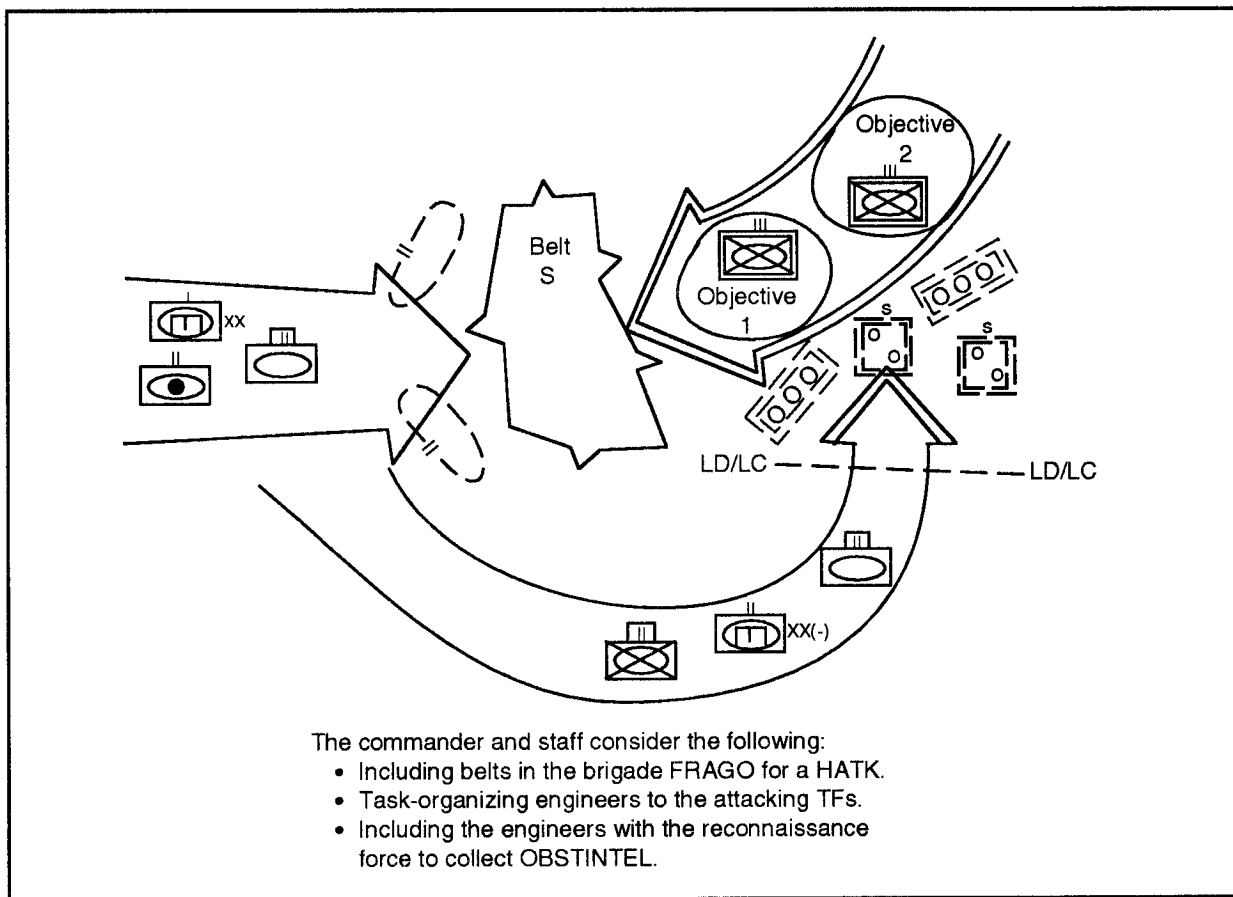 Objective
2
Belt
S
Objective
1
S
S
XX
LD/LC
LD/LC
XX(-)
The commander and staff consider the following:
• Including belts in the brigade FRAGO for a HATK.
• Task-organizing engineers to the attacking TFs.
• Including the engineers with the reconnaissance
force to collect OBSTINTEL.